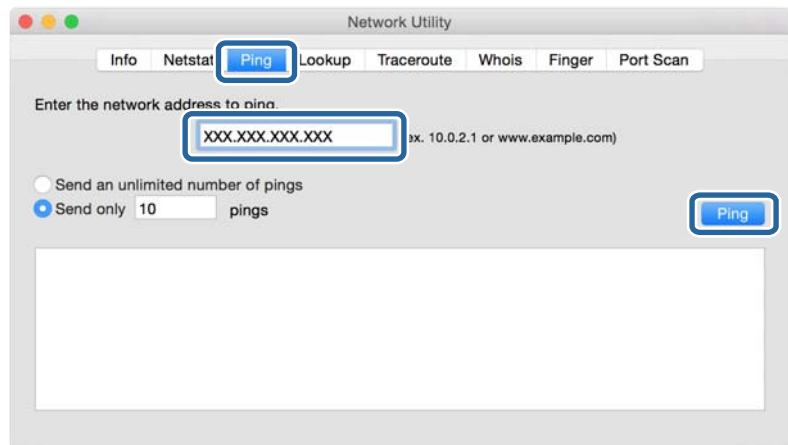 Network Utility
Info Netstat Ping Lookup Traceroute Whois Finger Port Scan
Enter the network address to ping.
XXX.XXX.XXX.XXX ex. 10.0.2.1 or www.example.com)
Send an unlimited number of pings
Send only 10 pings
Ping